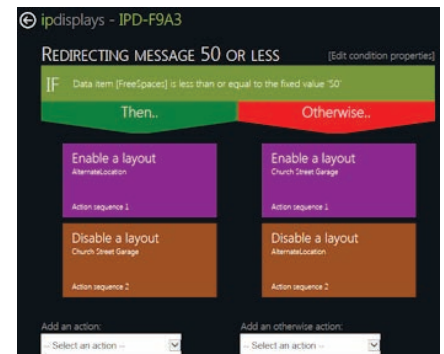 ipdisplays - IPD-F9A3
REDIRECTING MESSAGE 50 OR LESS
[Edit condition properties]
IF Data item [FreeSpaces] is less than or equal to the fixed value '50'
Then..
Otherwise..
Enable a layout
AlternateLocation
Action sequence 1
Enable a layout
Church Street Garage
Action sequence 1
Disable a layout
Church Street Garage
Action sequence 2
Disable a layout
AlternateLocation
Action sequence 2
Add an action:
-- Select an action --
Add an otherwise action:
-- Select an action --